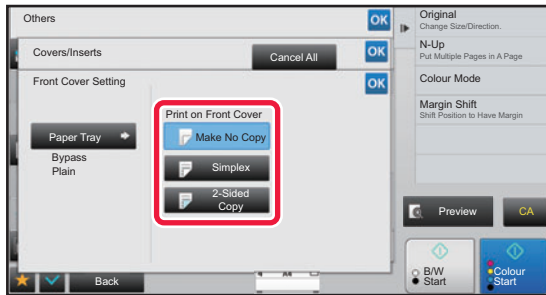 Others
OK
Covers/Inserts
Cancel All
OK
Front Cover Setting
OK
Print on Front Cover
Paper Tray
Make No Copy
Bypass
Plain
Simplex
2-Sided
Copy
Back
A4
Original
Change Size/Direction.
N-Up
Put Multiple Pages in A Page
Colour Mode
Margin Shift
Shift Position to Have Margin
Preview
CA
B/W
Start
Colour
Start